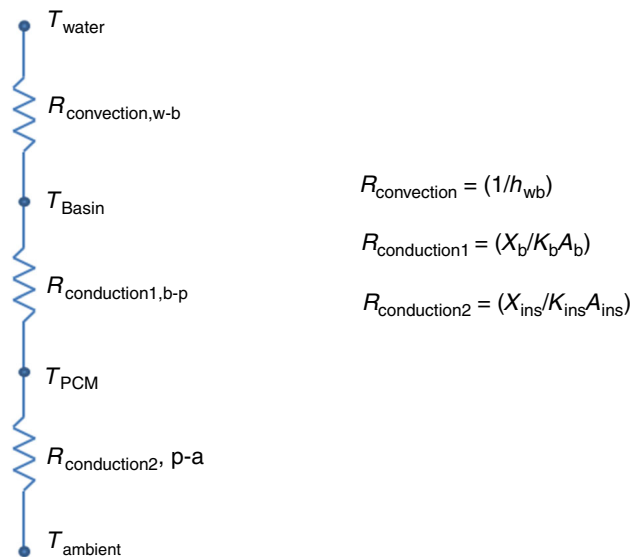 T_water
R_convection,w-b
T_Basin
R_conduction1,b-p
T_PCM
R_conduction2, p-a
T_ambient
R_convection = (1/h_wb)
R_conduction1 = (X_b/K_bA_b)
R_conduction2 = (X_ins/K_insA_ins)